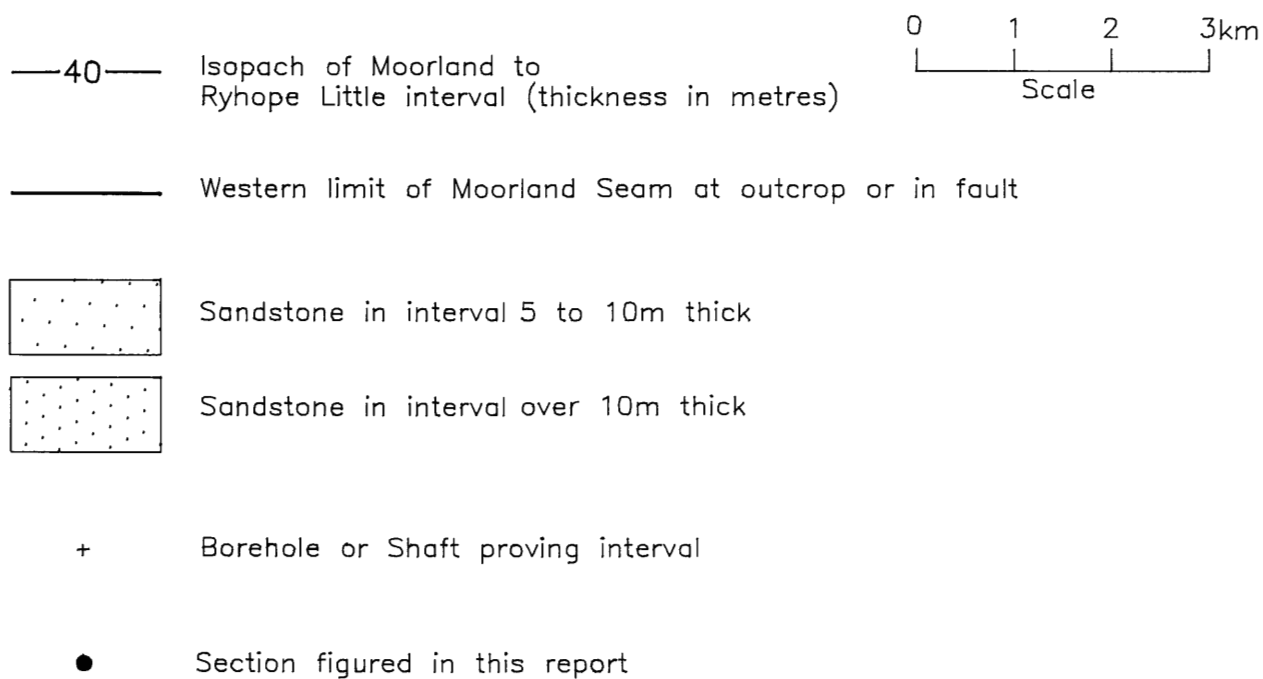 0 1 2 3km
Scale
40 Isopach of Moorland to
Ryhope Little interval (thickness in metres)
Western limit of Moorland Seam at outcrop or in fault
Sandstone in interval 5 to 10m thick
Sandstone in interval over 10m thick
+ Borehole or Shaft proving interval
Section figured in this report